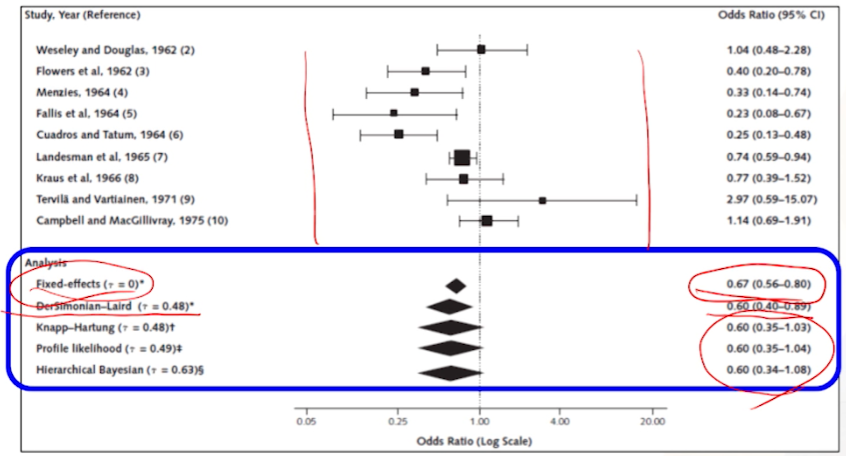 Study, Year (Reference) Odds Ratio (95% CI)
Weseley and Douglas, 1962 (2) 1.04 (0.48–2.28)
Flowers et al, 1962 (3) 0.40 (0.20–0.78)
Menzies, 1964 (4) 0.33 (0.14–0.74)
Fallis et al, 1964 (5) 0.23 (0.08–0.67)
Cuadros and Tatum, 1964 (6) 0.25 (0.13–0.48)
Landesman et al, 1965 (7) 0.74 (0.59–0.94)
Kraus et al, 1966 (8) 0.77 (0.39–1.52)
Tervilä and Vartiainen, 1971 (9) 2.97 (0.59–15.07)
Campbell and MacGillivray, 1975 (10) 1.14 (0.69–1.91)
Analysis
Fixed-effects (τ = 0)* 0.67 (0.56–0.80)
DerSimonian–Laird (τ = 0.48)* 0.60 (0.40–0.89)
Knapp–Hartung (τ = 0.48)† 0.60 (0.35–1.03)
Profile likelihood (τ = 0.49)‡ 0.60 (0.35–1.04)
Hierarchical Bayesian (τ = 0.63)§ 0.60 (0.34–1.08)
0.05 0.25 1.00 4.00 20.00
Odds Ratio (Log Scale)